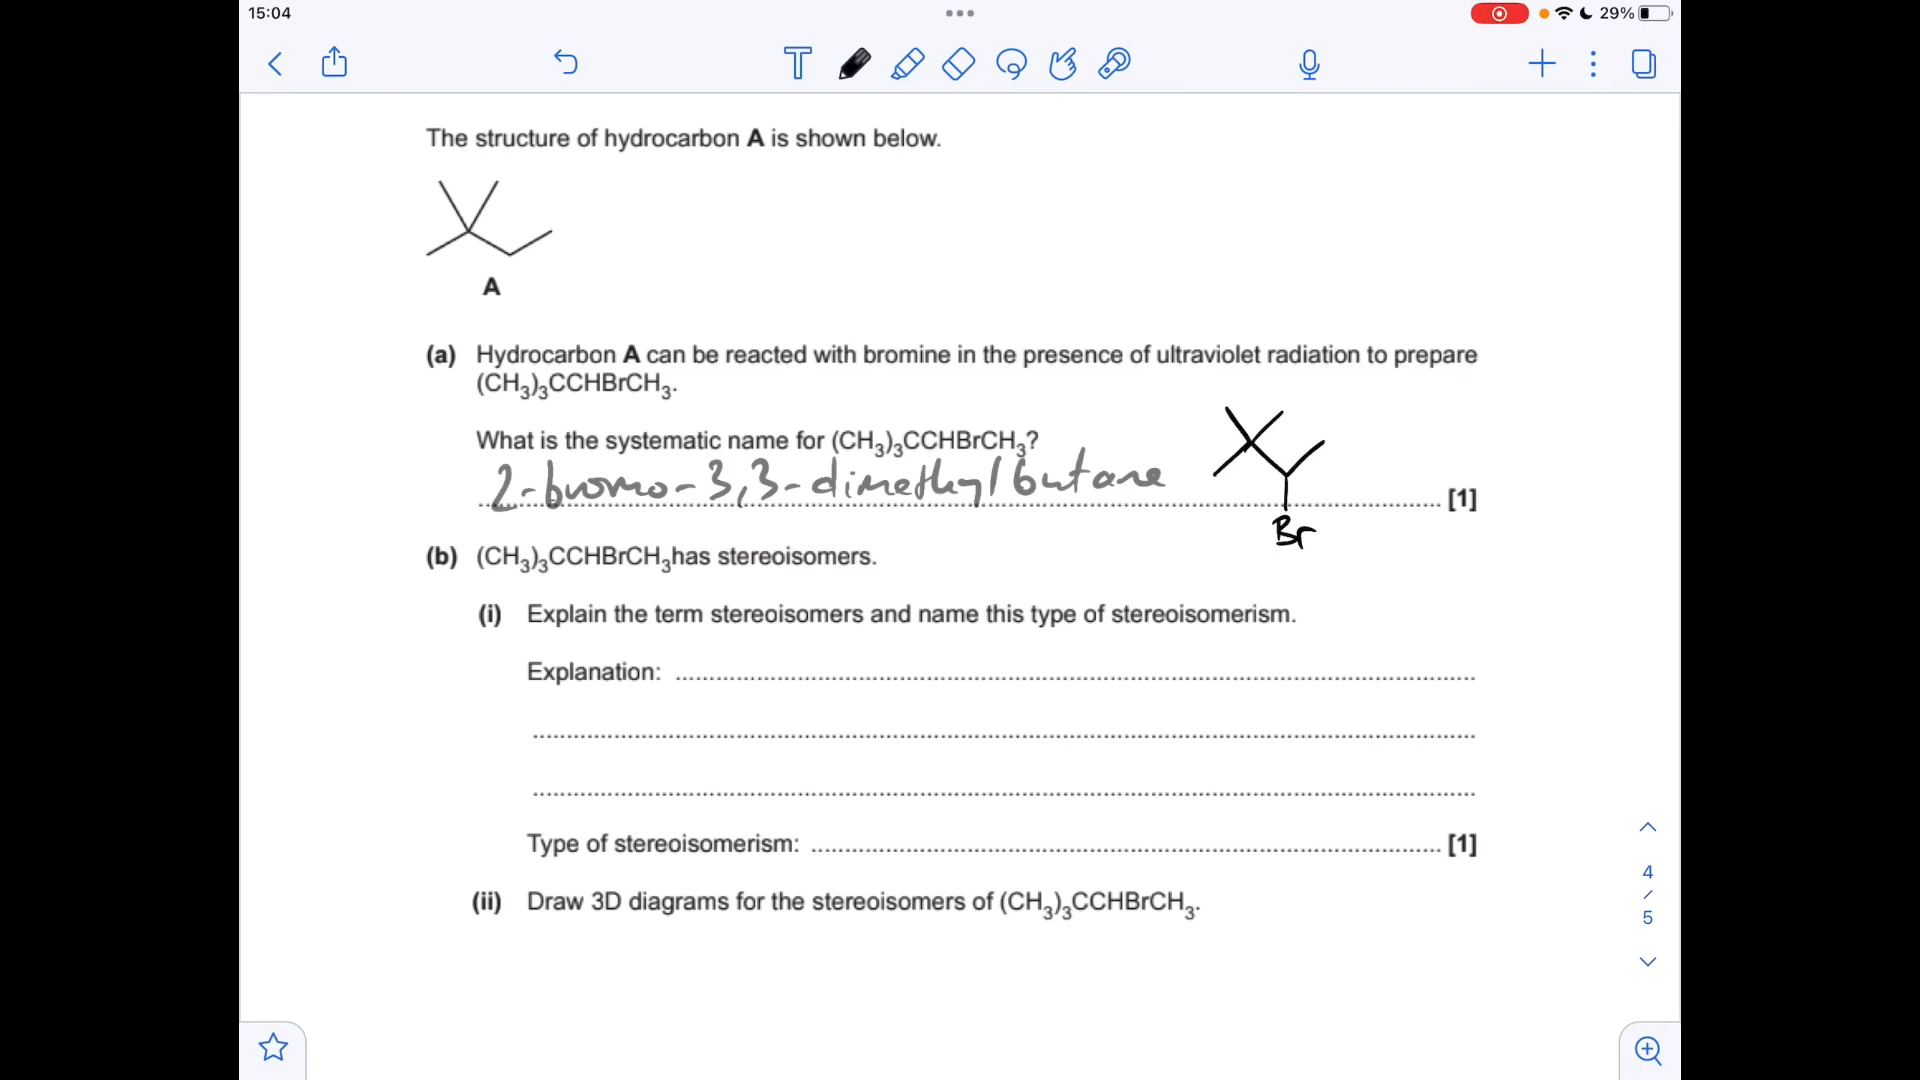 15:04
29%
The structure of hydrocarbon A is shown below.
A
(a) Hydrocarbon A can be reacted with bromine in the presence of ultraviolet radiation to prepare
(CH₃)₃CCHBrCH₃.
What is the systematic name for (CH₃)₃CCHBrCH₃?
2-bromo-3,3-dimethylbutane
[1]
Br
(b) (CH₃)₃CCHBrCH₃has stereoisomers.
(i) Explain the term stereoisomers and name this type of stereoisomerism.
Explanation:
Type of stereoisomerism: [1]
(ii) Draw 3D diagrams for the stereoisomers of (CH₃)₃CCHBrCH₃.
4
/
5